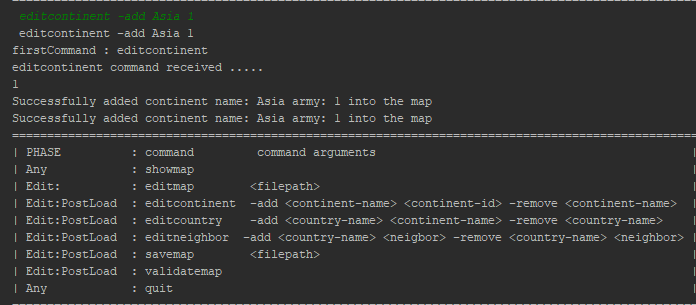 editcontinent -add Asia 1
editcontinent -add Asia 1
firstCommand : editcontinent
editcontinent command received .....
1
Successfully added continent name: Asia army: 1 into the map
Successfully added continent name: Asia army: 1 into the map
==================================================================================================
| PHASE : command command arguments |
| Any : showmap |
| Edit: : editmap <filepath> |
| Edit:PostLoad : editcontinent -add <continent-name> <continent-id> -remove <continent-name> |
| Edit:PostLoad : editcountry -add <country-name> <continent-name> -remove <country-name> |
| Edit:PostLoad : editneighbor -add <country-name> <neigbor> -remove <country-name> <neighbor> |
| Edit:PostLoad : savemap <filepath> |
| Edit:PostLoad : validatemap |
| Any : quit |